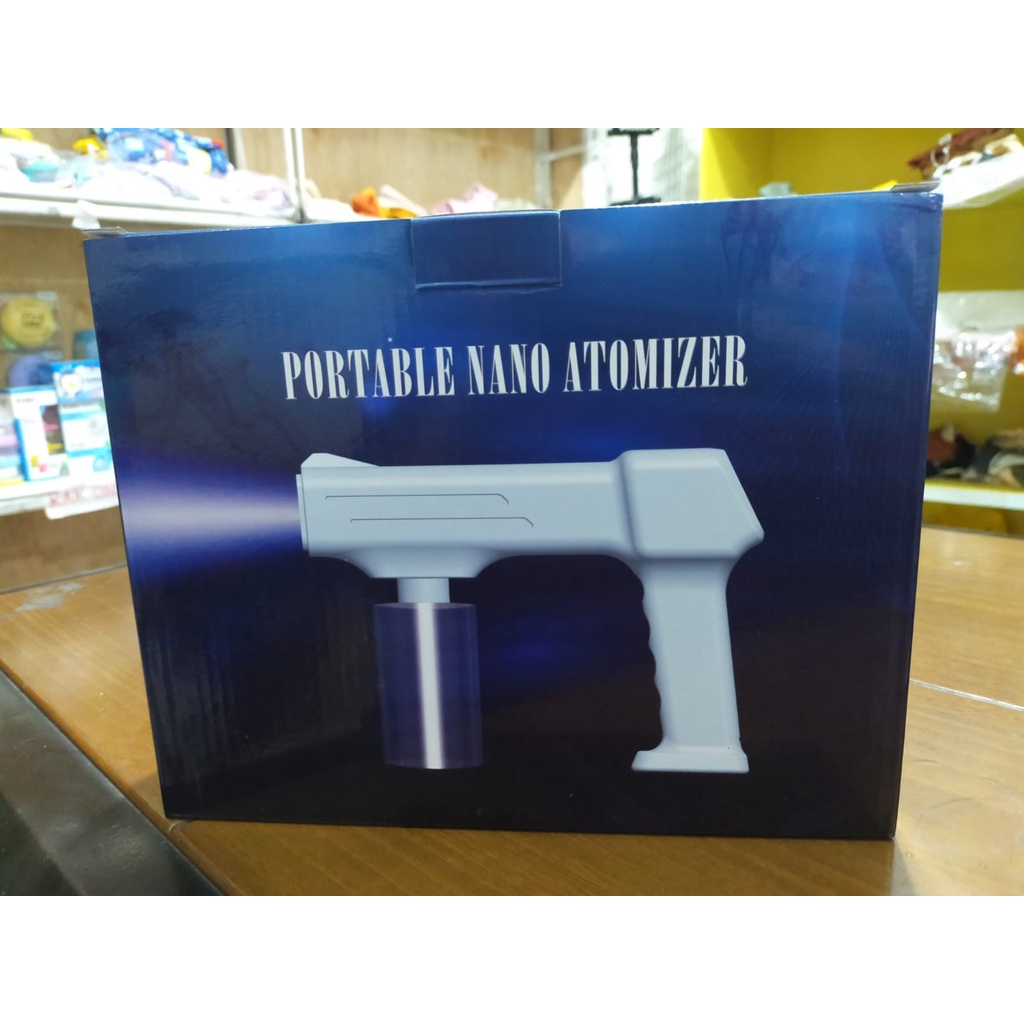 PORTABLE NANO ATOMIZER